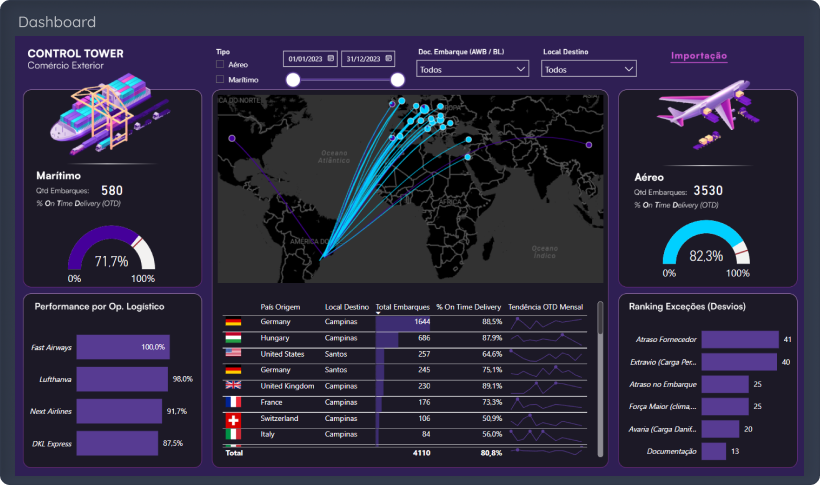 Dashboard
CONTROL TOWER
Comércio Exterior
Tipo
Aéreo
Marítimo
01/01/2023
31/12/2023
Doc. Embarque (AWB / BL)
Todos
Local Destino
Todos
Importação
Marítimo
Qtd Embarques: 580
% On Time Delivery (OTD)
71,7%
0% 100%
CA DO NORTE
Oceano
Atlântico
AMÉRICA DO
ÁFRICA
Oceano
Índico
Aéreo
Qtd Embarques: 3530
% On Time Delivery (OTD)
82,3%
0% 100%
Performance por Op. Logístico
Fast Airways 100,0%
Lufthanva 98,0%
Next Airlines 91,7%
DKL Express 87,5%
País Origem Local Destino Total Embarques % On Time Delivery Tendência OTD Mensal
Germany Campinas 1644 88,5%
Hungary Campinas 686 87,9%
United States Santos 257 64,6%
Germany Santos 245 75,1%
United Kingdom Campinas 230 89,1%
France Campinas 176 73,3%
Switzerland Campinas 106 50,9%
Italy Campinas 84 56,0%
Total 4110 80,8%
Ranking Exceções (Desvios)
Atraso Fornecedor 41
Extravio (Carga Per... 40
Atraso no Embarque 25
Força Maior (clima,... 25
Avaria (Carga Danif... 20
Documentação 13